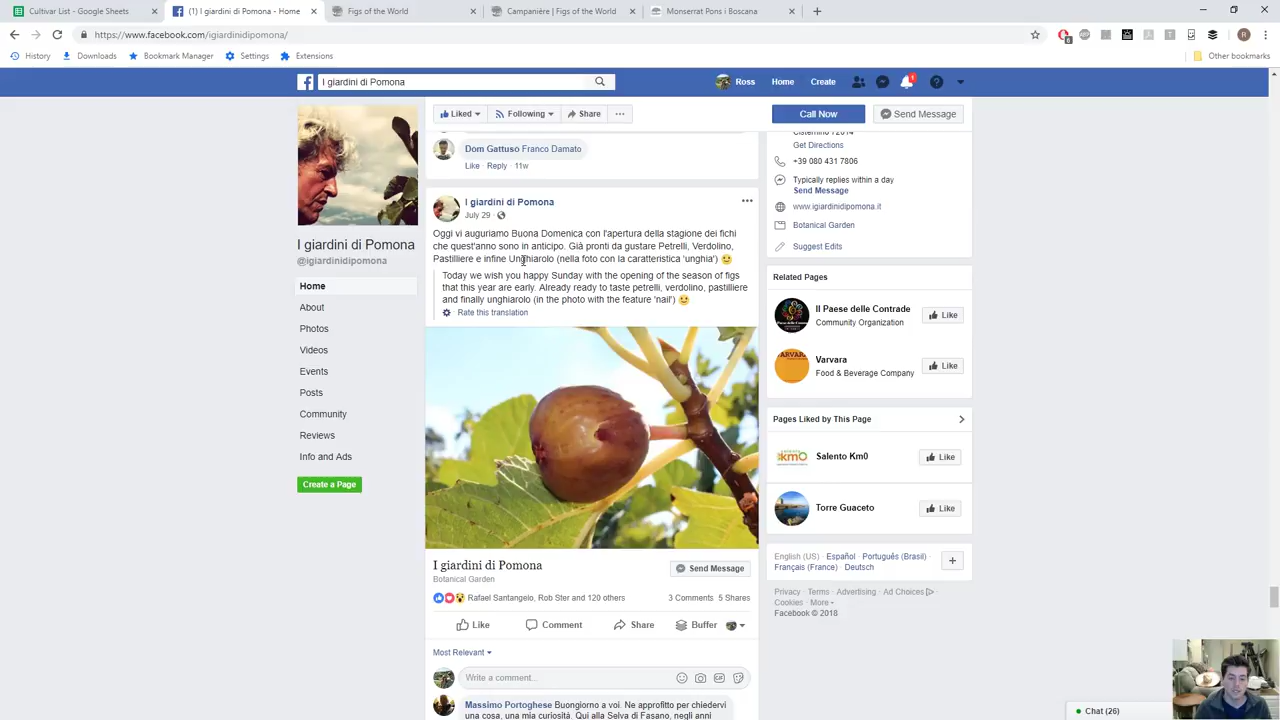 Cultivar List - Google Sheets
(1) I giardini di Pomona - Home
Figs of the World
Campanière | Figs of the World
Monserrat Pons i Boscana
https://www.facebook.com/igiardinidipomona/
R
History
Downloads
Bookmark Manager
Settings
Extensions
Other bookmarks
I giardini di Pomona
Ross
Home
Create
1
Liked
Following
Share
Call Now
Send Message
I giardini di Pomona
@igiardinidipomona
Home
About
Photos
Videos
Events
Posts
Community
Reviews
Info and Ads
Create a Page
Dom Gattuso Franco Damato
Like · Reply · 11w
I giardini di Pomona
July 29 ·
Oggi vi auguriamo Buona Domenica con l'apertura della stagione dei fichi
che quest'anno sono in anticipo. Già pronti da gustare Petrelli, Verdolino,
Pastilliere e infine Unghiarolo (nella foto con la caratteristica 'unghia')
Today we wish you happy Sunday with the opening of the season of figs
that this year are early. Already ready to taste petrelli, verdolino, pastilliere
and finally unghiarolo (in the photo with the feature 'nail')
Rate this translation
I giardini di Pomona
Botanical Garden
Send Message
Rafael Santangelo, Rob Ster and 120 others
3 Comments 5 Shares
Like
Comment
Share
Buffer
Most Relevant
Write a comment...
Massimo Portoghese Buongiorno a voi. Ne approfitto per chiedervi
una cosa, una mia curiosità. Qui alla Selva di Fasano, negli anni
Cisternino 72014
Get Directions
+39 080 431 7806
Typically replies within a day
Send Message
www.igiardinidipomona.it
Botanical Garden
Suggest Edits
Related Pages
Il Paese delle Contrade
Community Organization
Like
Varvara
Food & Beverage Company
Like
Pages Liked by This Page
Salento Km0
Like
Torre Guaceto
Like
English (US) · Español · Português (Brasil) ·
Français (France) · Deutsch
Privacy · Terms · Advertising · Ad Choices ·
Cookies · More
Facebook © 2018
Chat (26)